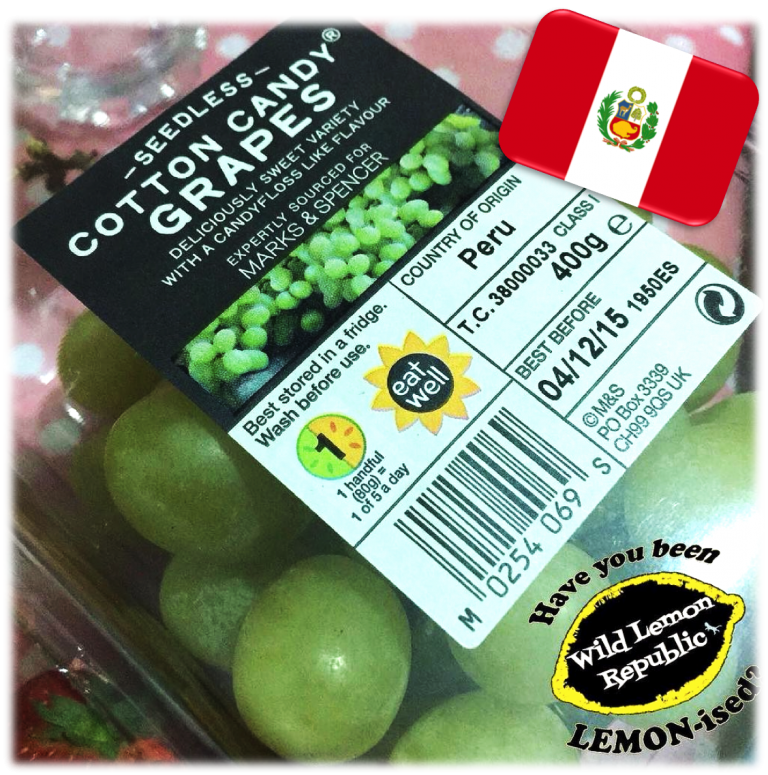 -SEEDLESS-
COTTON CANDY®
GRAPES
DELICIOUSLY SWEET VARIETY
WITH A CANDYFLOSS LIKE FLAVOUR
EXPERTLY SOURCED FOR
MARKS & SPENCER
COUNTRY OF ORIGIN
Peru
T.C. 38000033 CLASS I
400g e
BEST BEFORE
04/12/15 1950ES
©M&S
PO Box 3339
CH99 9QS UK
Best stored in a fridge.
Wash before use.
eat
well
1
1 handful
(80g) =
1 of 5 a day
M 0254 069 S
Have you been
Wild Lemon
Republic
LEMON-ised?